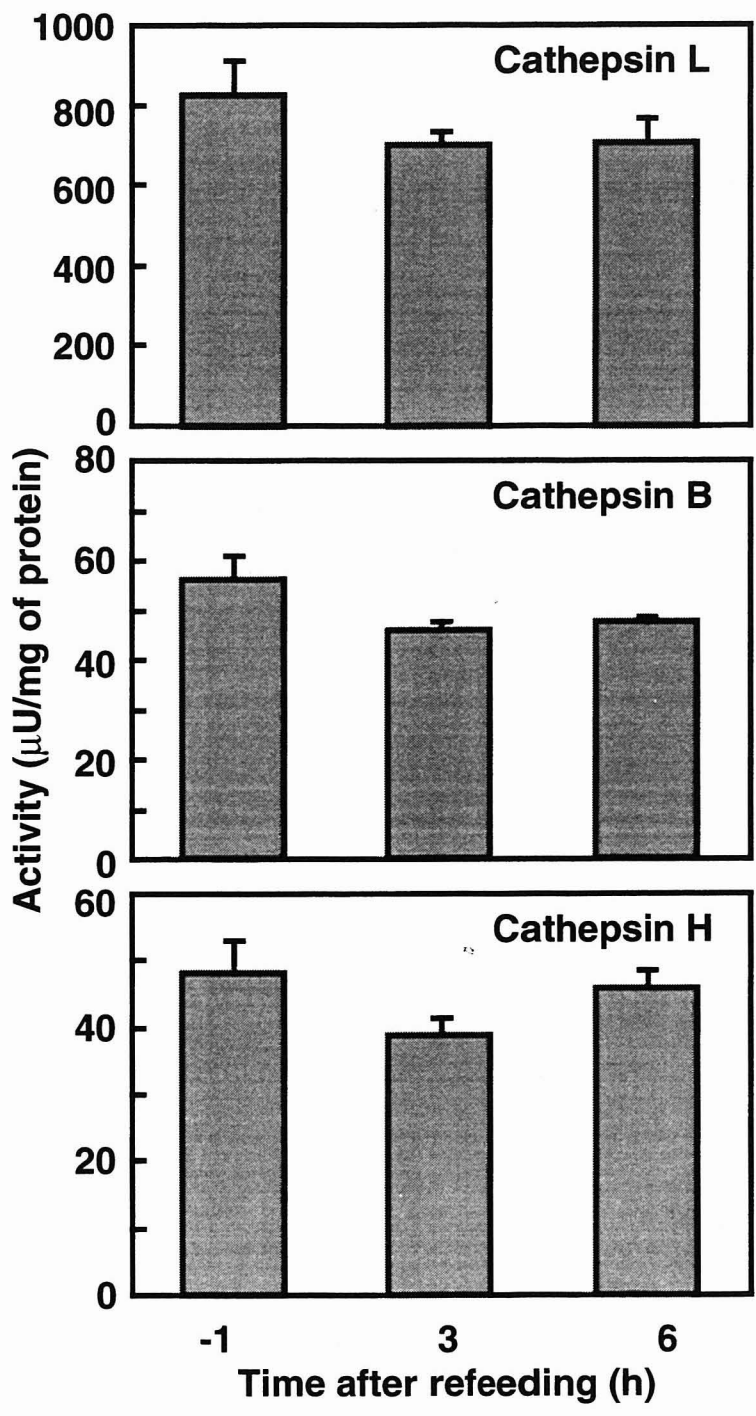 1000
Cathepsin L
800
600
400
200
0
80
Cathepsin B
60
40
20
0
60
Cathepsin H
40
20
0
Activity (μU/mg of protein)
-1 3 6
Time after refeeding (h)